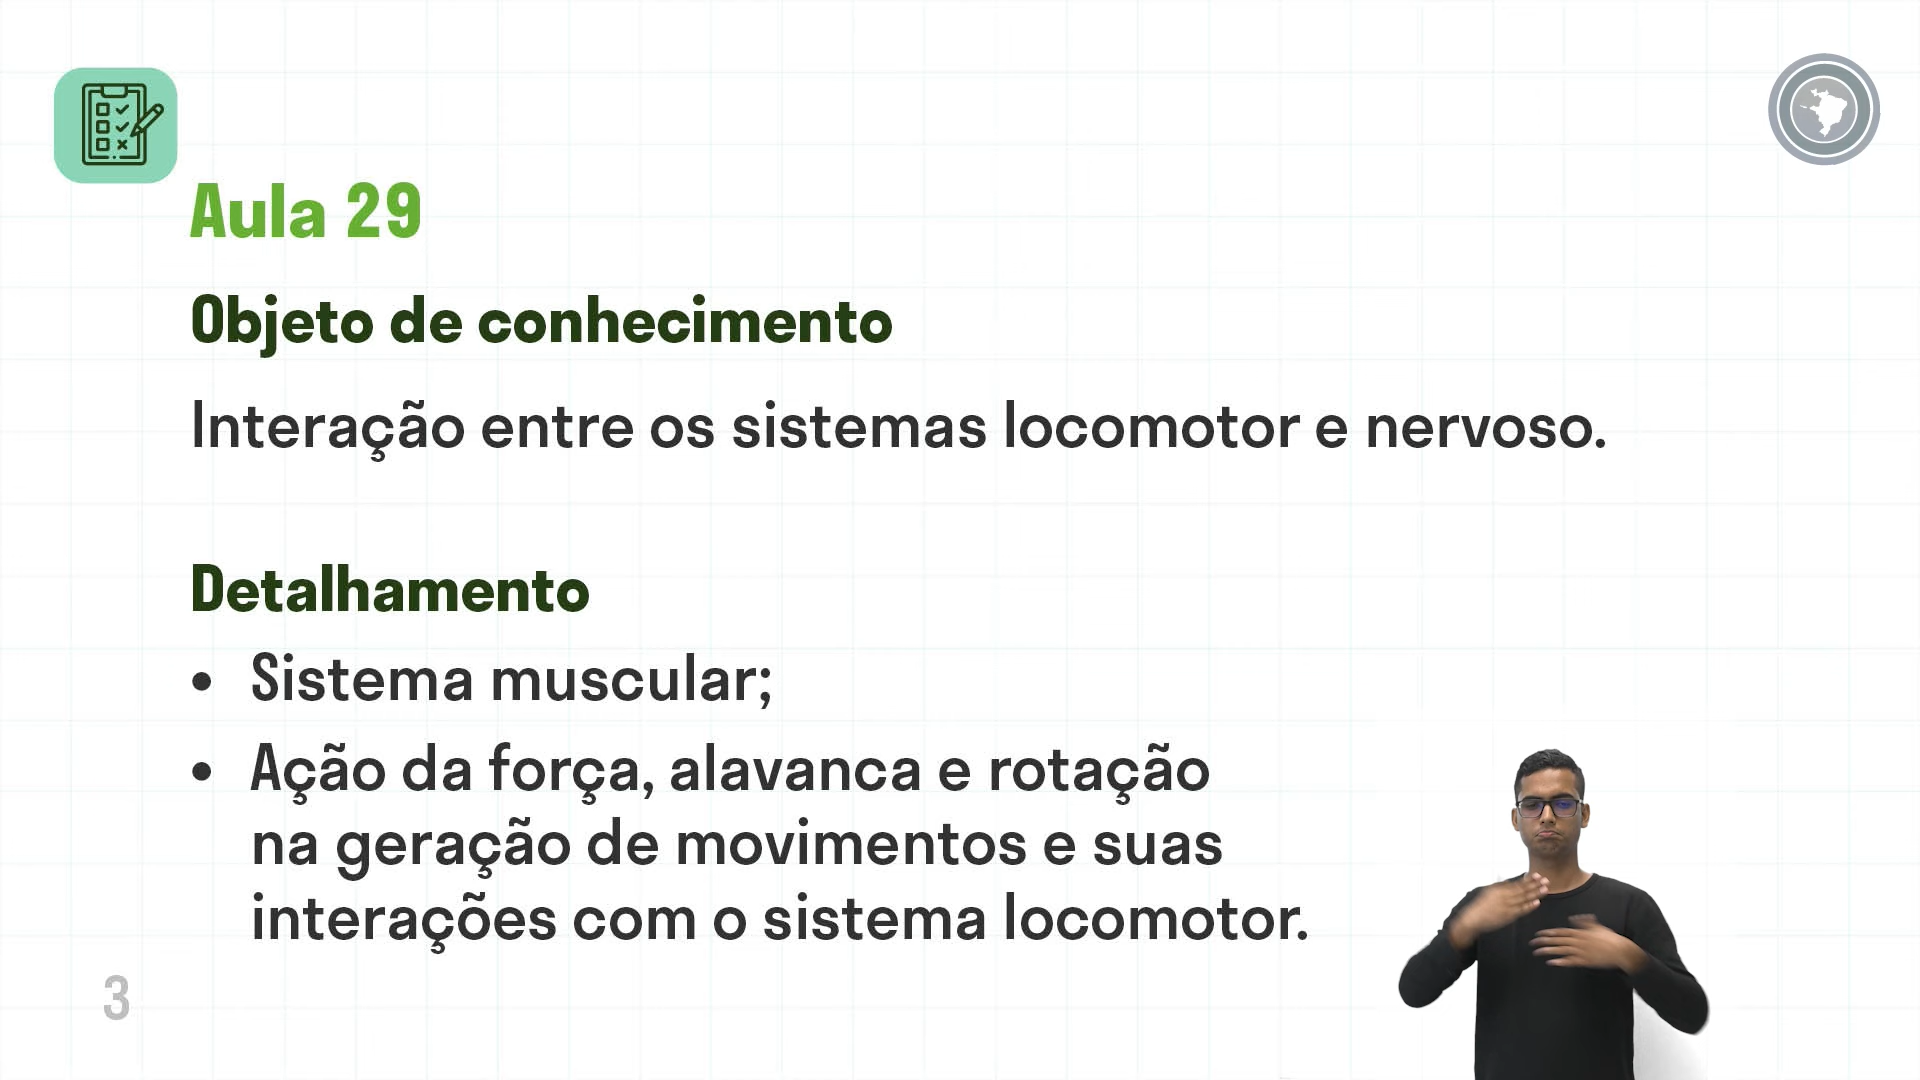 Aula 29
Objeto de conhecimento
Interação entre os sistemas locomotor e nervoso.
Detalhamento
• Sistema muscular;
• Ação da força, alavanca e rotação
na geração de movimentos e suas
interações com o sistema locomotor.
3